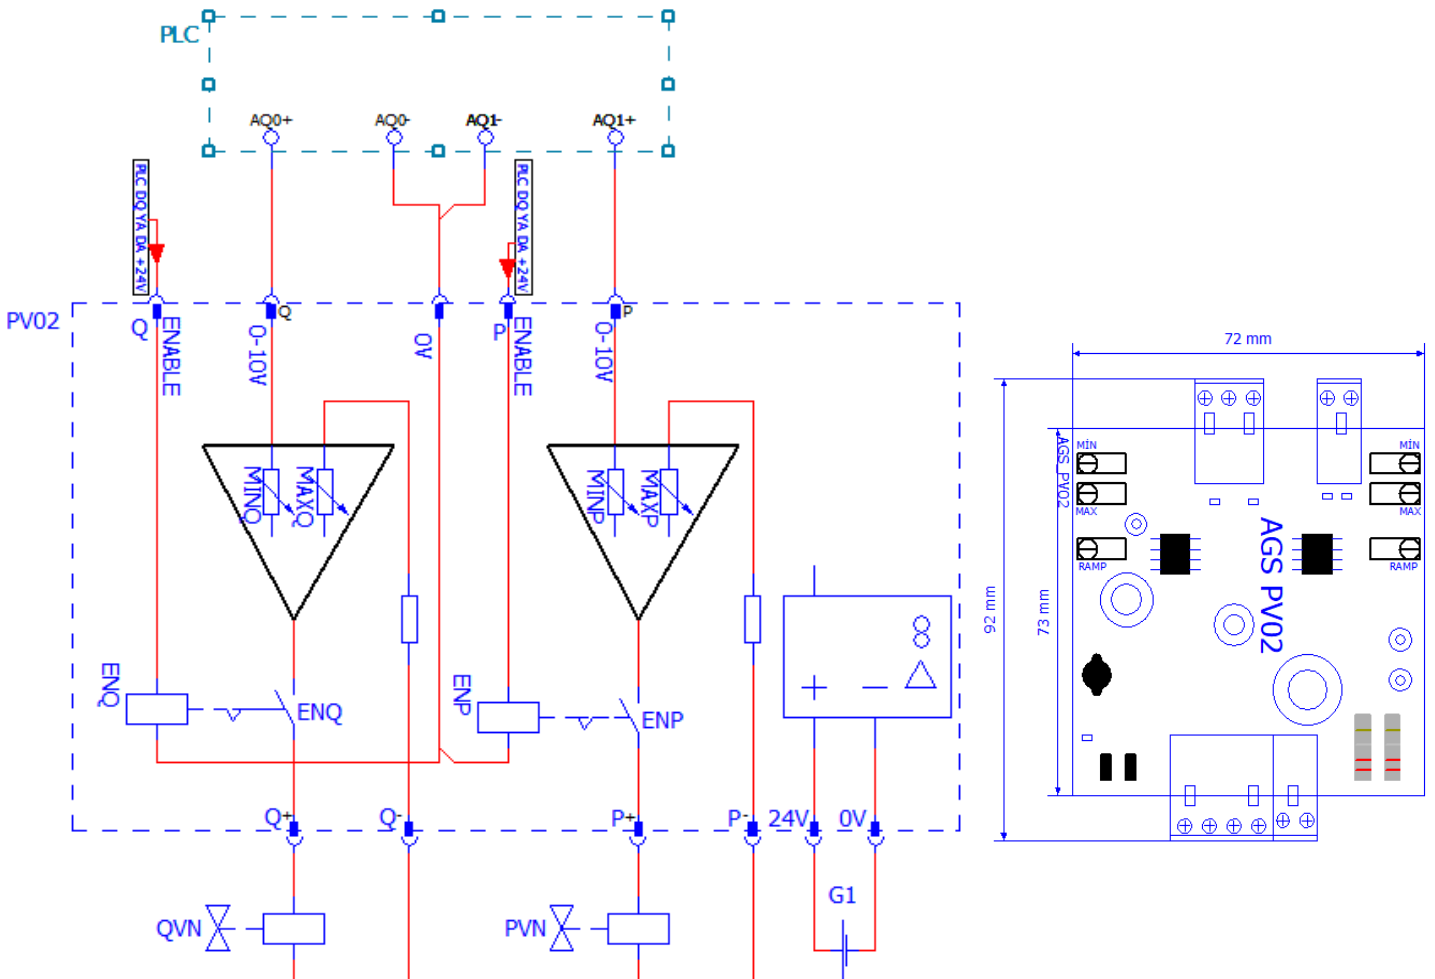 PLC
AQ0+
AQ0-
AQ1-
AQ1+
PLC DQ YA DA +24V
PLC DQ YA DA +24V
PV02
Q
ENABLE
Q
0-10V
0V
P
ENABLE
P
0-10V
MINQ
MAXQ
MINP
MAXP
ENQ
ENQ
ENP
ENP
Q+
Q-
P+
P-
24V
0V
QVN
PVN
G1
72 mm
92 mm
73 mm
AGS PV02
MİN
MAX
RAMP
AGS PV02
MİN
MAX
RAMP